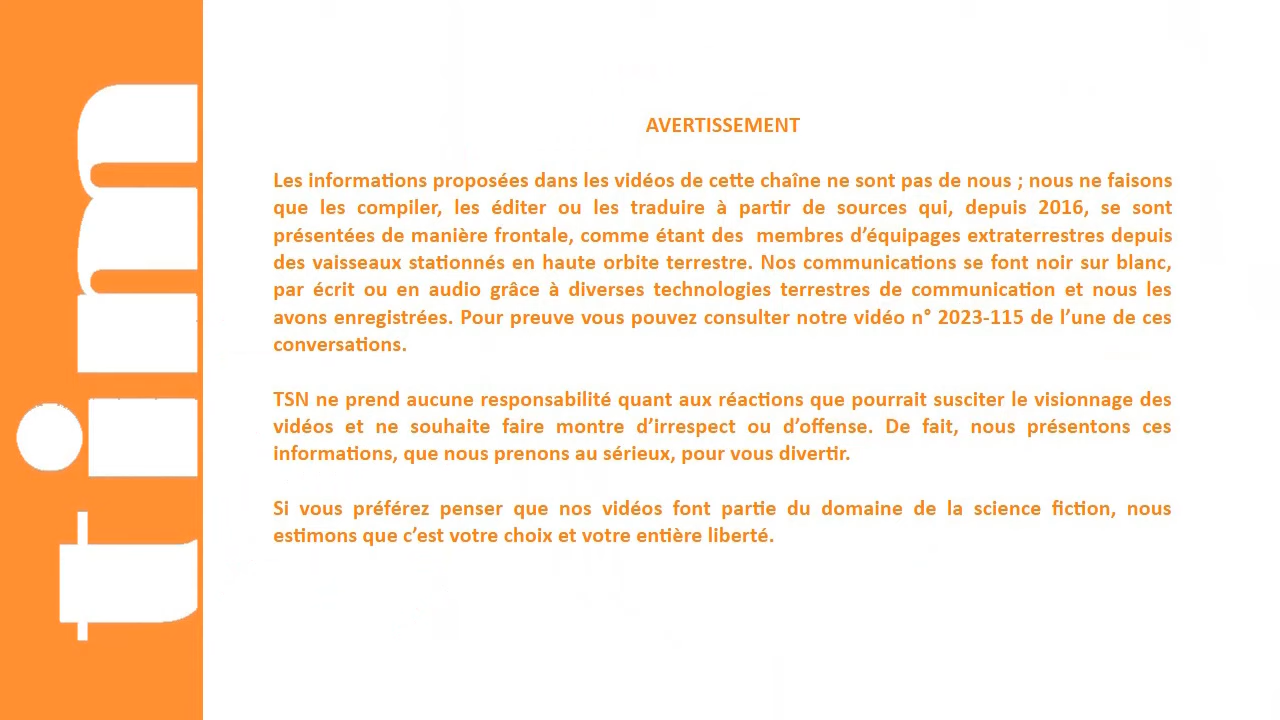 tim
AVERTISSEMENT
Les informations proposées dans les vidéos de cette chaîne ne sont pas de nous ; nous ne faisons
que les compiler, les éditer ou les traduire à partir de sources qui, depuis 2016, se sont
présentées de manière frontale, comme étant des  membres d’équipages extraterrestres depuis
des vaisseaux stationnés en haute orbite terrestre. Nos communications se font noir sur blanc,
par écrit ou en audio grâce à diverses technologies terrestres de communication et nous les
avons enregistrées. Pour preuve vous pouvez consulter notre vidéo n° 2023-115 de l’une de ces
conversations.
TSN ne prend aucune responsabilité quant aux réactions que pourrait susciter le visionnage des
vidéos et ne souhaite faire montre d’irrespect ou d’offense. De fait, nous présentons ces
informations, que nous prenons au sérieux, pour vous divertir.
Si vous préférez penser que nos vidéos font partie du domaine de la science fiction, nous
estimons que c’est votre choix et votre entière liberté.